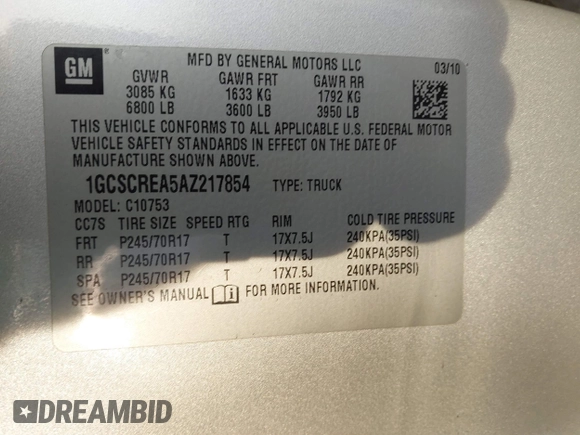 GM
MFD BY GENERAL MOTORS LLC
03/10
GVWR GAWR FRT GAWR RR
3085 KG 1633 KG 1792 KG
6800 LB 3600 LB 3950 LB
THIS VEHICLE CONFORMS TO ALL APPLICABLE U.S. FEDERAL MOTOR
VEHICLE SAFETY STANDARDS IN EFFECT ON THE DATE OF
MANUFACTURE SHOWN ABOVE.
1GCSCREA5AZ217854 TYPE: TRUCK
MODEL: C10753
CC7S TIRE SIZE SPEED RTG RIM COLD TIRE PRESSURE
FRT P245/70R17 T 17X7.5J 240KPA(35PSI)
RR P245/70R17 T 17X7.5J 240KPA(35PSI)
SPA P245/70R17 T 17X7.5J 240KPA(35PSI)
SEE OWNER'S MANUAL FOR MORE INFORMATION.
DREAMBID